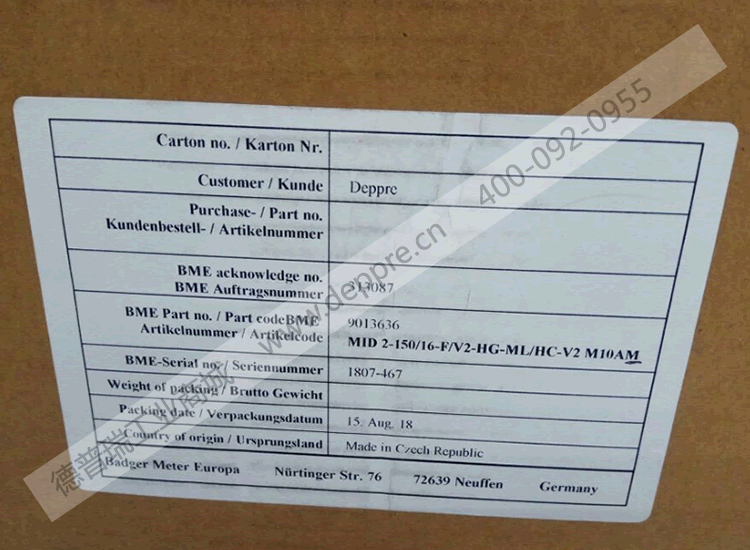 Carton no. / Karton Nr.
Customer / Kunde Deppre
Purchase- / Part no.
Kundenbestell- / Artikelnummer
BME acknowledge no.
BME Auftragsnummer 313087
BME Part no. / Part codeBME 9013636
Artikelnummer / Artikelcode MID 2-150/16-F/V2-HG-ML/HC-V2 M10AM
BME-Serial no. / Seriennummer 1807-467
Weight of packing / Brutto Gewicht
Packing date / Verpackungsdatum 15. Aug. 18
Country of origin / Ursprungsland Made in Czech Republic
Badger Meter Europa Nürtinger Str. 76 72639 Neuffen Germany
德普瑞工业商城 www.deppre.cn 400-092-0955